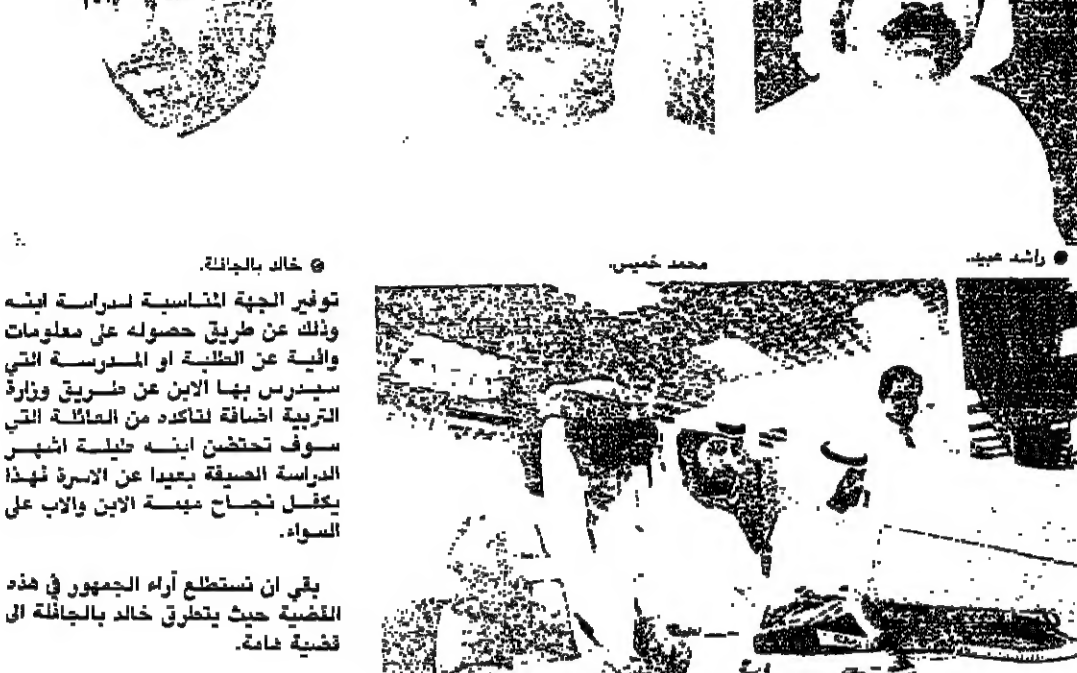 راشد عبيد.
محمد خميس.
خالد بالجافلة.
توفير الجهة المناسبة لدراسة ابنه
وذلك عن طريق حصوله على معلومات
وافية عن الطلبة او المدرسة التي
سيدرس بها الابن عن طريق وزارة
التربية اضافة لتاكده من العائلة التي
سوف تحتضن ابنه طيلة اشهر
الدراسة الصيفة بعيدا عن الاسرة فهذا
يكفل نجاح مهمة الابن والاب على
السواء.
بقي ان نستطلع آراء الجمهور في هذه
القضية حيث يتطرق خالد بالجافلة الى
قضية هامة.